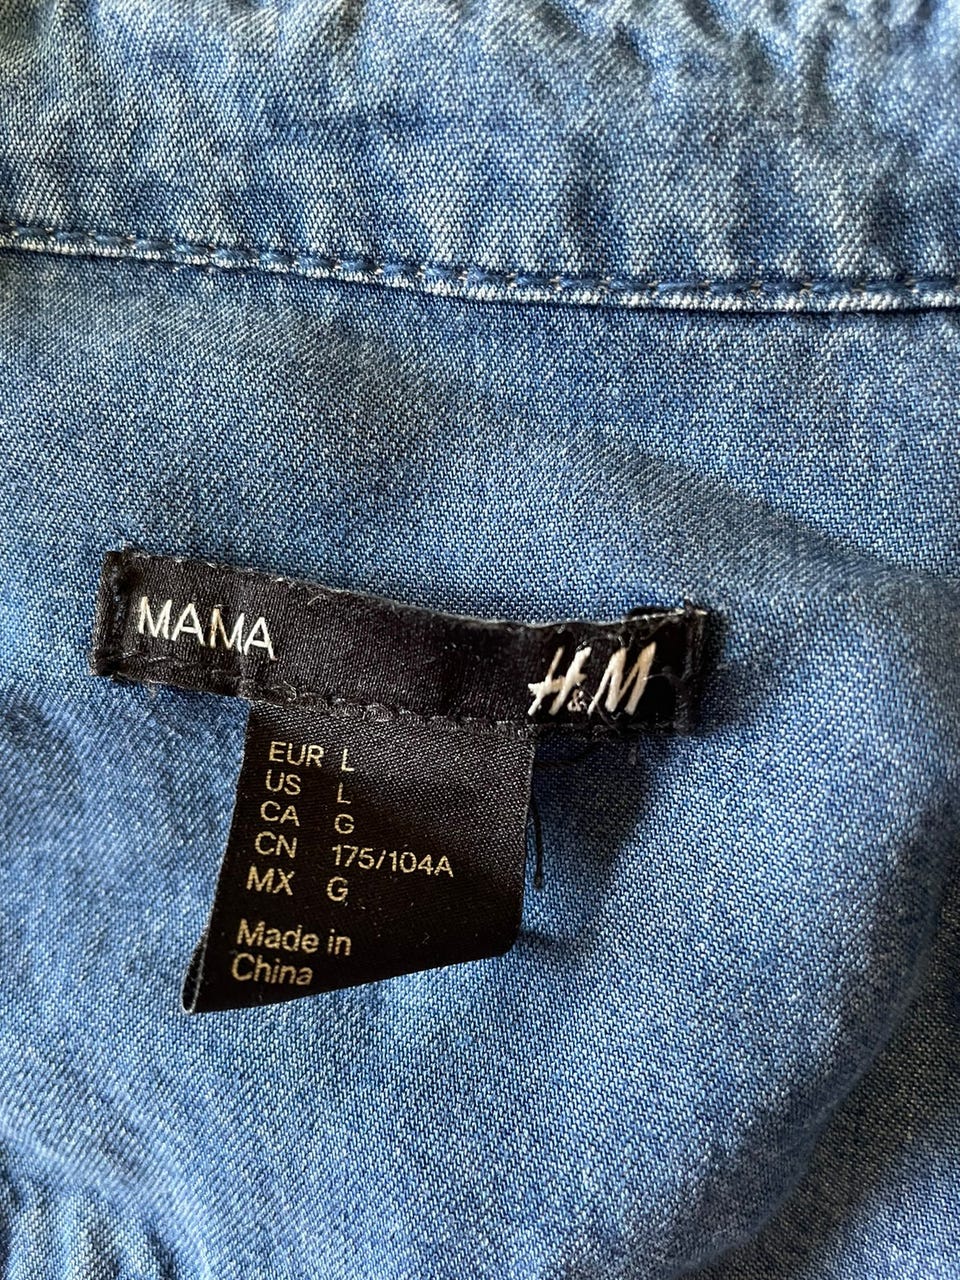 MAMA
H&M
EUR L
US L
CA G
CN 175/104A
MX G
Made in
China